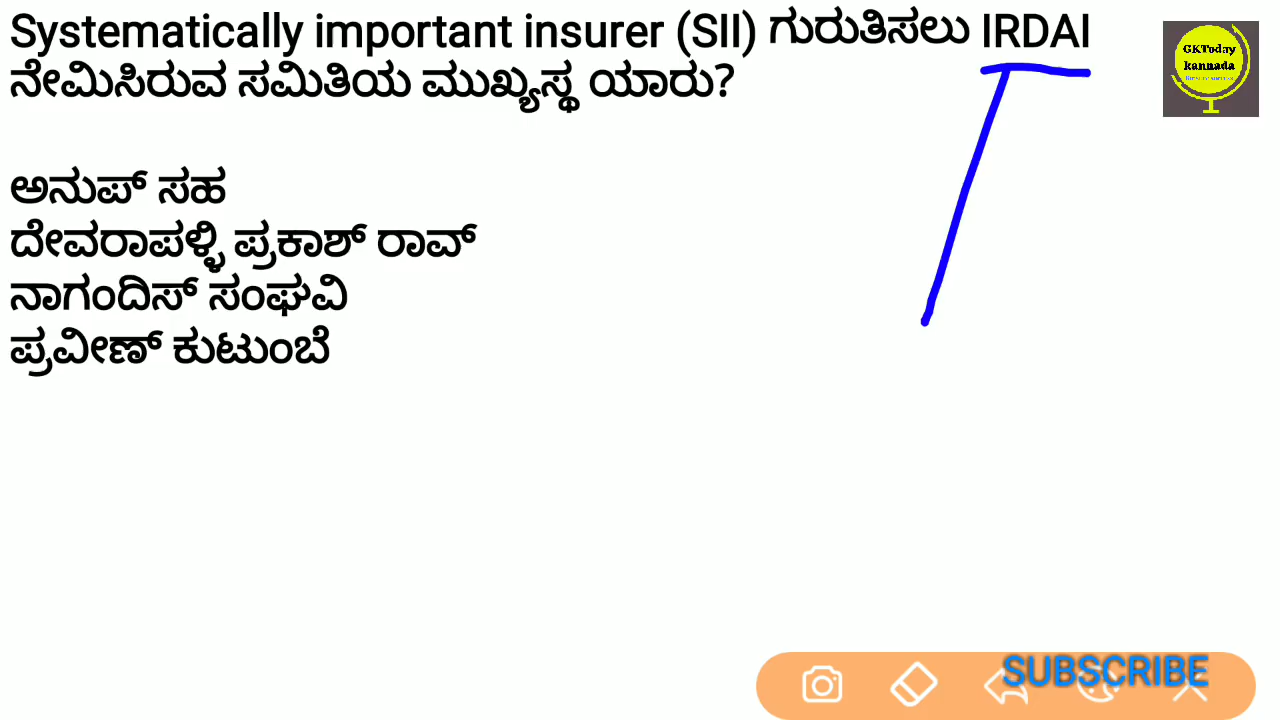 Systematically important insurer (SII) ಗುರುತಿಸಲು IRDAI
ನೇಮಿಸಿರುವ ಸಮಿತಿಯ ಮುಖ್ಯಸ್ಥ ಯಾರು?
ಅನುಪ್ ಸಹ
ದೇವರಾಪಳ್ಳಿ ಪ್ರಕಾಶ್ ರಾವ್
ನಾಗಂದಿಸ್ ಸಂಘವಿ
ಪ್ರವೀಣ್ ಕುಟುಂಬೆ
GKToday
kannada
SUBSCRIBE